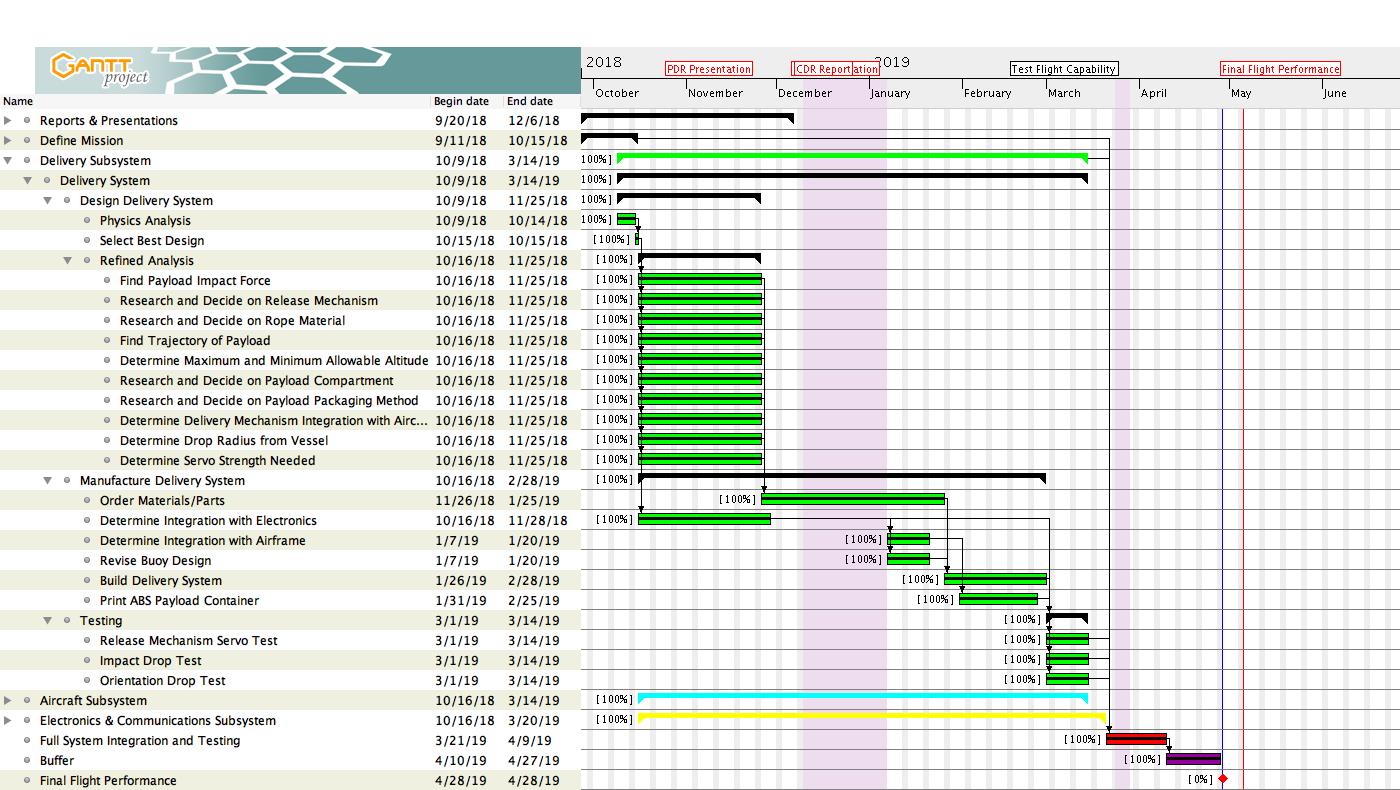 GANTT
project
2018
2019
PDR Presentation
CDR Report
Test Flight Capability
Final Flight Performance
October November December January February March April May June
Name Begin date End date
Reports & Presentations 9/20/18 12/6/18
Define Mission 9/11/18 10/15/18
Delivery Subsystem 10/9/18 3/14/19 100%]
Delivery System 10/9/18 3/14/19 100%]
Design Delivery System 10/9/18 11/25/18 100%]
Physics Analysis 10/9/18 10/14/18 100%]
Select Best Design 10/15/18 10/15/18 [100%]
Refined Analysis 10/16/18 11/25/18 [100%]
Find Payload Impact Force 10/16/18 11/25/18 [100%]
Research and Decide on Release Mechanism 10/16/18 11/25/18 [100%]
Research and Decide on Rope Material 10/16/18 11/25/18 [100%]
Find Trajectory of Payload 10/16/18 11/25/18 [100%]
Determine Maximum and Minimum Allowable Altitude 10/16/18 11/25/18 [100%]
Research and Decide on Payload Compartment 10/16/18 11/25/18 [100%]
Research and Decide on Payload Packaging Method 10/16/18 11/25/18 [100%]
Determine Delivery Mechanism Integration with Airc... 10/16/18 11/25/18 [100%]
Determine Drop Radius from Vessel 10/16/18 11/25/18 [100%]
Determine Servo Strength Needed 10/16/18 11/25/18 [100%]
Manufacture Delivery System 10/16/18 2/28/19 [100%]
Order Materials/Parts 11/26/18 1/25/19 [100%]
Determine Integration with Electronics 10/16/18 11/28/18 [100%]
Determine Integration with Airframe 1/7/19 1/20/19 [100%]
Revise Buoy Design 1/7/19 1/20/19 [100%]
Build Delivery System 1/26/19 2/28/19 [100%]
Print ABS Payload Container 1/31/19 2/25/19 [100%]
Testing 3/1/19 3/14/19 [100%]
Release Mechanism Servo Test 3/1/19 3/14/19 [100%]
Impact Drop Test 3/1/19 3/14/19 [100%]
Orientation Drop Test 3/1/19 3/14/19 [100%]
Aircraft Subsystem 10/16/18 3/14/19 [100%]
Electronics & Communications Subsystem 10/16/18 3/20/19 [100%]
Full System Integration and Testing 3/21/19 4/9/19 [100%]
Buffer 4/10/19 4/27/19 [100%]
Final Flight Performance 4/28/19 4/28/19 [0%]